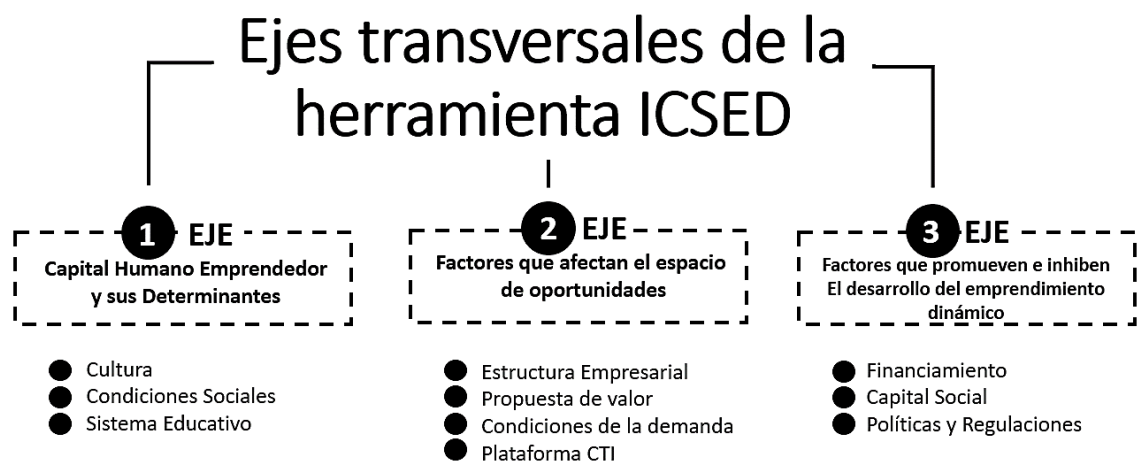 Ejes transversales de la
herramienta ICSED
1 EJE
Capital Humano Emprendedor
y sus Determinantes
Cultura
Condiciones Sociales
Sistema Educativo
2 EJE
Factores que afectan el espacio
de oportunidades
Estructura Empresarial
Propuesta de valor
Condiciones de la demanda
Plataforma CTI
3 EJE
Factores que promueven e inhiben
El desarrollo del emprendimiento
dinámico
Financiamiento
Capital Social
Políticas y Regulaciones